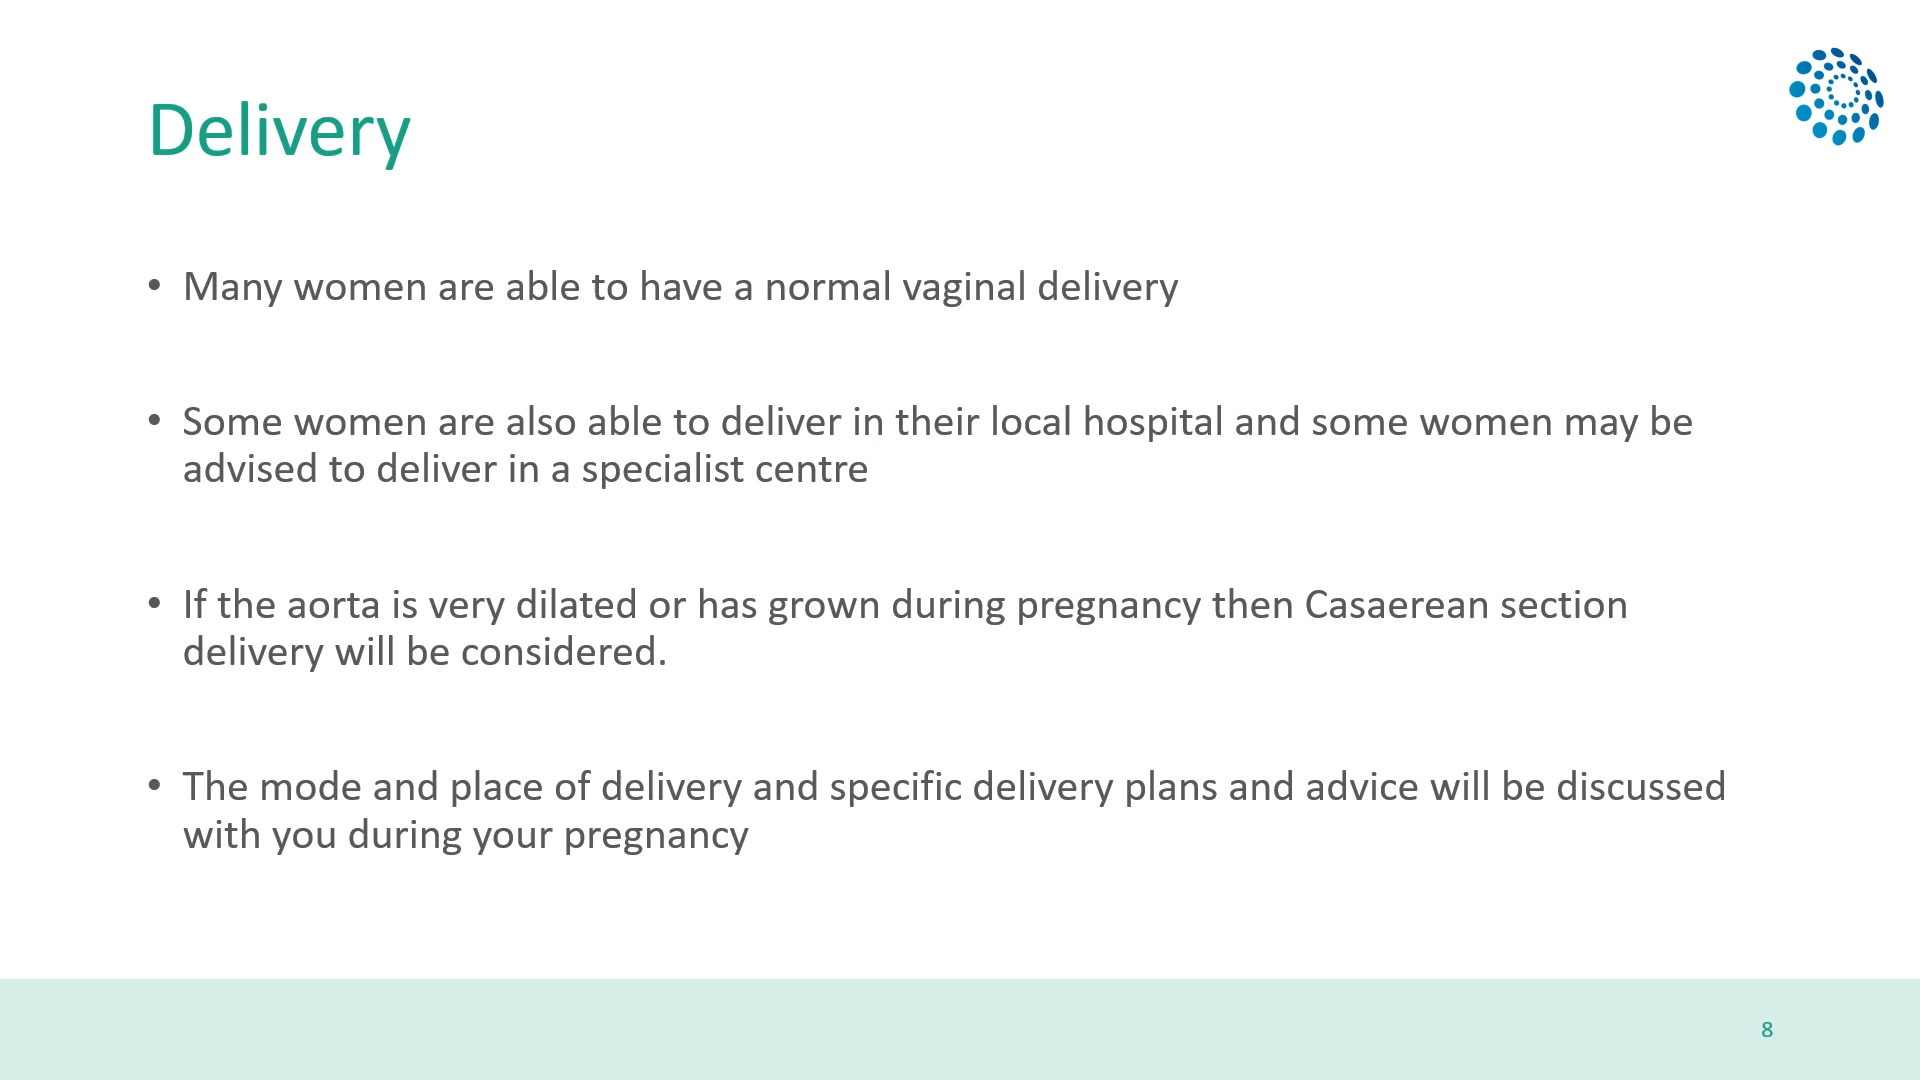 Delivery
• Many women are able to have a normal vaginal delivery
• Some women are also able to deliver in their local hospital and some women may be
advised to deliver in a specialist centre
• If the aorta is very dilated or has grown during pregnancy then Casaerean section
delivery will be considered.
• The mode and place of delivery and specific delivery plans and advice will be discussed
with you during your pregnancy
8